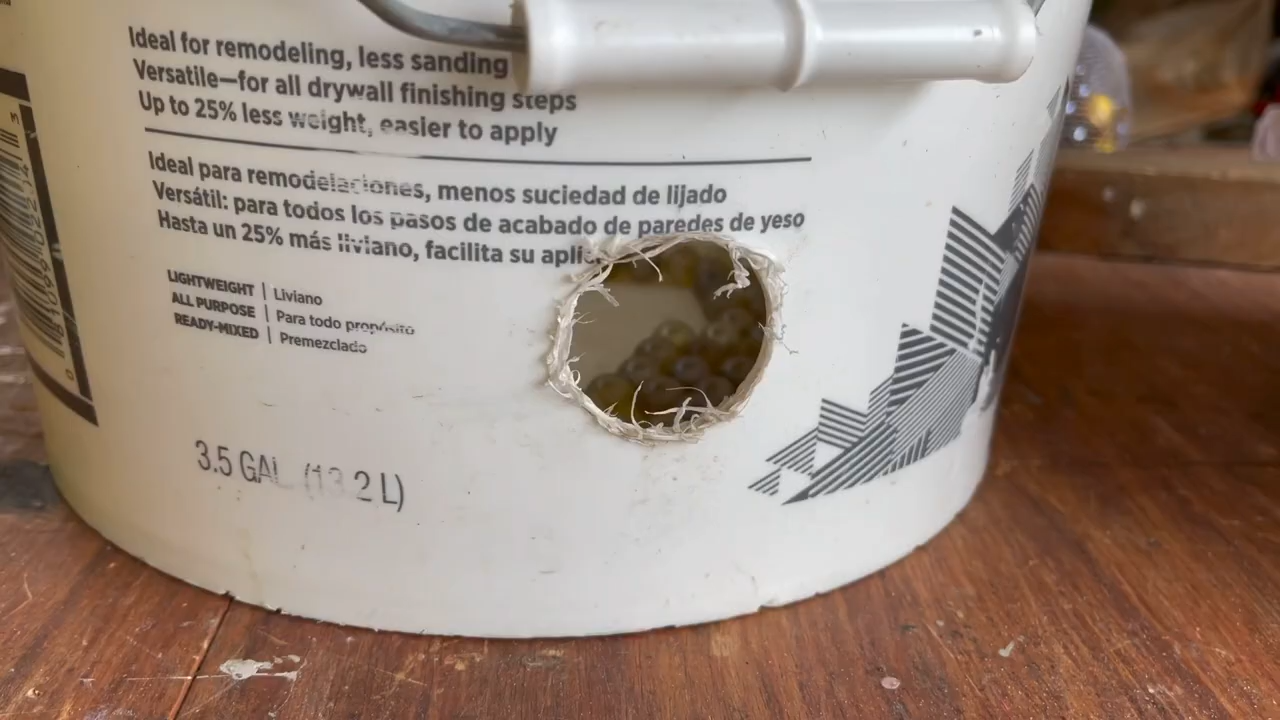 Ideal for remodeling, less sanding
Versatile—for all drywall finishing steps
Up to 25% less weight, easier to apply
Ideal para remodelaciones, menos suciedad de lijado
Versátil: para todos los pasos de acabado de paredes de yeso
Hasta un 25% más liviano, facilita su
LIGHTWEIGHT | Liviano
ALL PURPOSE | Para todo propósito
READY-MIXED | Premezclado
3.5 GAL (13.2 L)